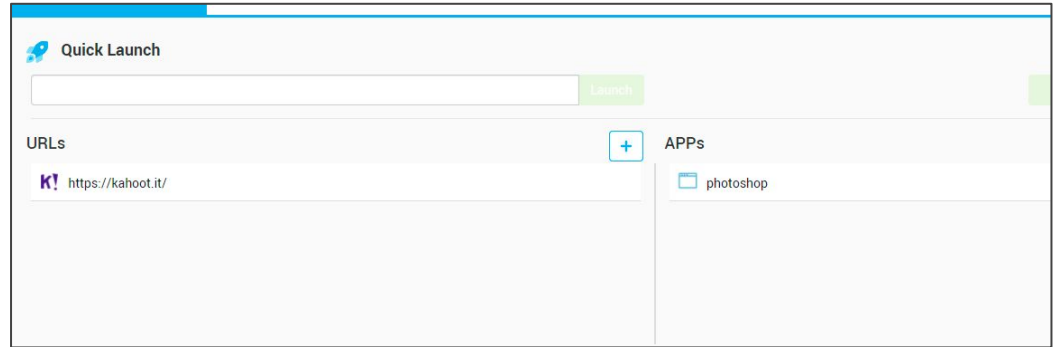 Quick Launch
Launch
URLs
+
APPs
K! https://kahoot.it/
photoshop